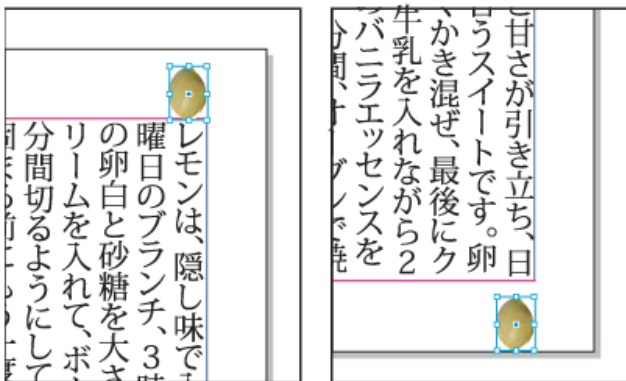 レモンは、隠し味で
曜日のブランチ、3時
の卵白と砂糖を大さ
リームを入れて、ボ
分間切るようにして
甘さが引き立ち、日
うスイートです。卵
かき混ぜ、最後にク
牛乳を入れながら2
のバニラエッセンスを